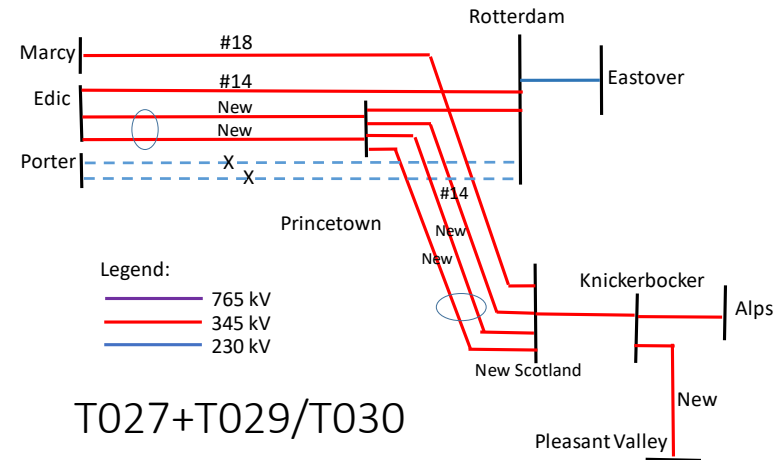 Rotterdam
#18
Marcy
#14
Eastover
Edic
New
New
Porter
X
X
#14
Princetown
New
New
Legend:
Knickerbocker
765 kV
345 kV
230 kV
Alps
New Scotland
New
T027+T029/T030
Pleasant Valley